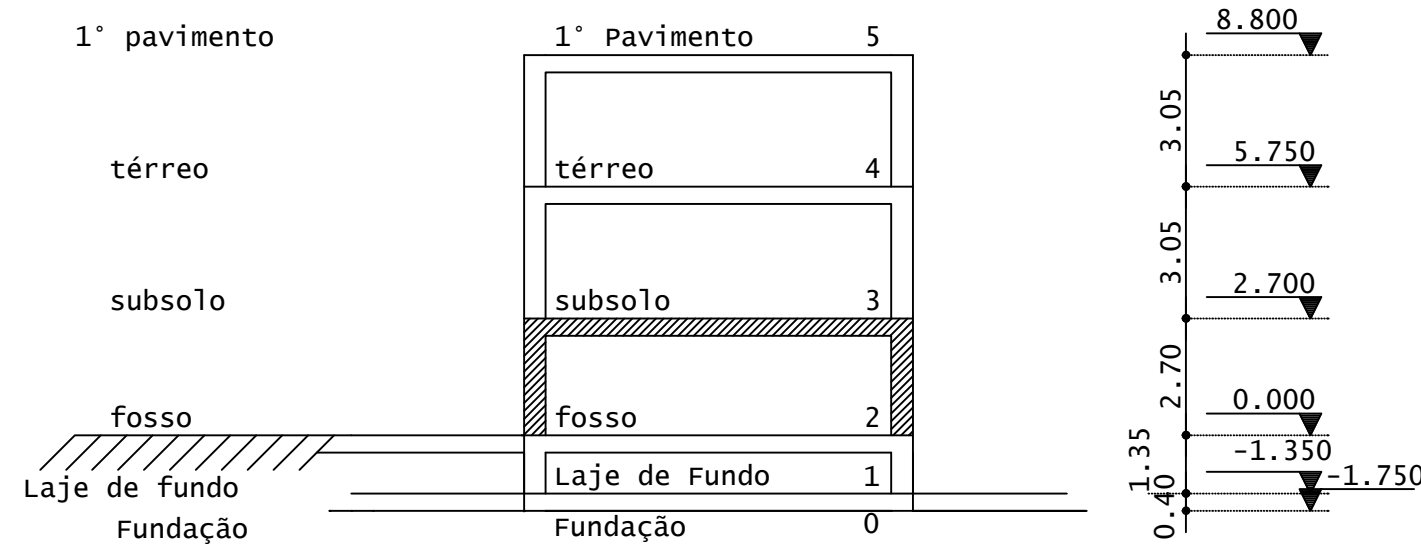 1° pavimento 1° Pavimento 5 8.800
3.05
térreo térreo 4 5.750
3.05
subsolo subsolo 3 2.700
2.70
fosso fosso 2 0.000
1.35
-1.350
Laje de fundo Laje de Fundo 1 -1.750
0.40
Fundação Fundação 0